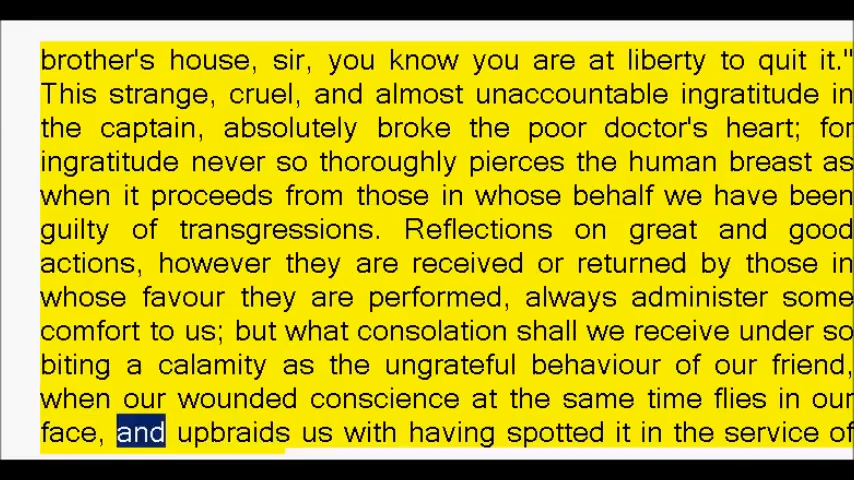 brother's house, sir, you know you are at liberty to quit it."
This strange, cruel, and almost unaccountable ingratitude in
the captain, absolutely broke the poor doctor's heart; for
ingratitude never so thoroughly pierces the human breast as
when it proceeds from those in whose behalf we have been
guilty of transgressions. Reflections on great and good
actions, however they are received or returned by those in
whose favour they are performed, always administer some
comfort to us; but what consolation shall we receive under so
biting a calamity as the ungrateful behaviour of our friend,
when our wounded conscience at the same time flies in our
face, and upbraids us with having spotted it in the service of